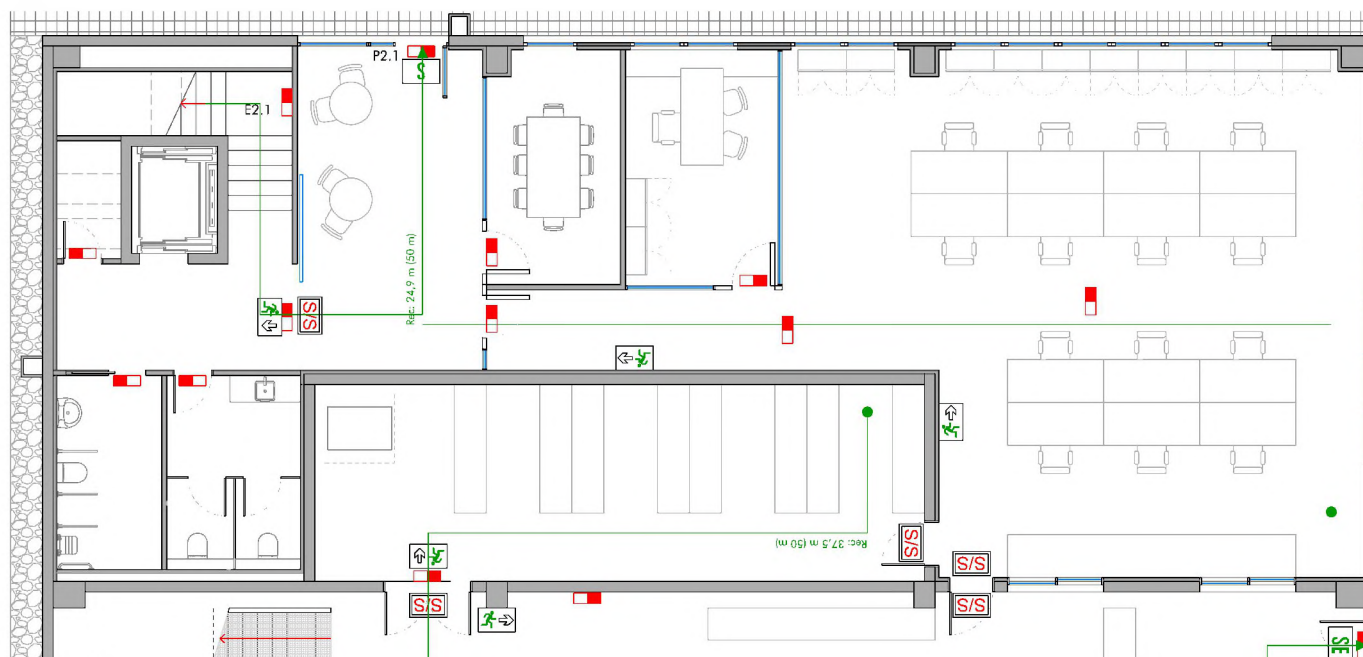 P2.1
S
E2.1
Rec: 24,9 m (50 m)
S/S
Rec: 37,5 m (50 m)
S/S
S/S
S/S
S/S
SE